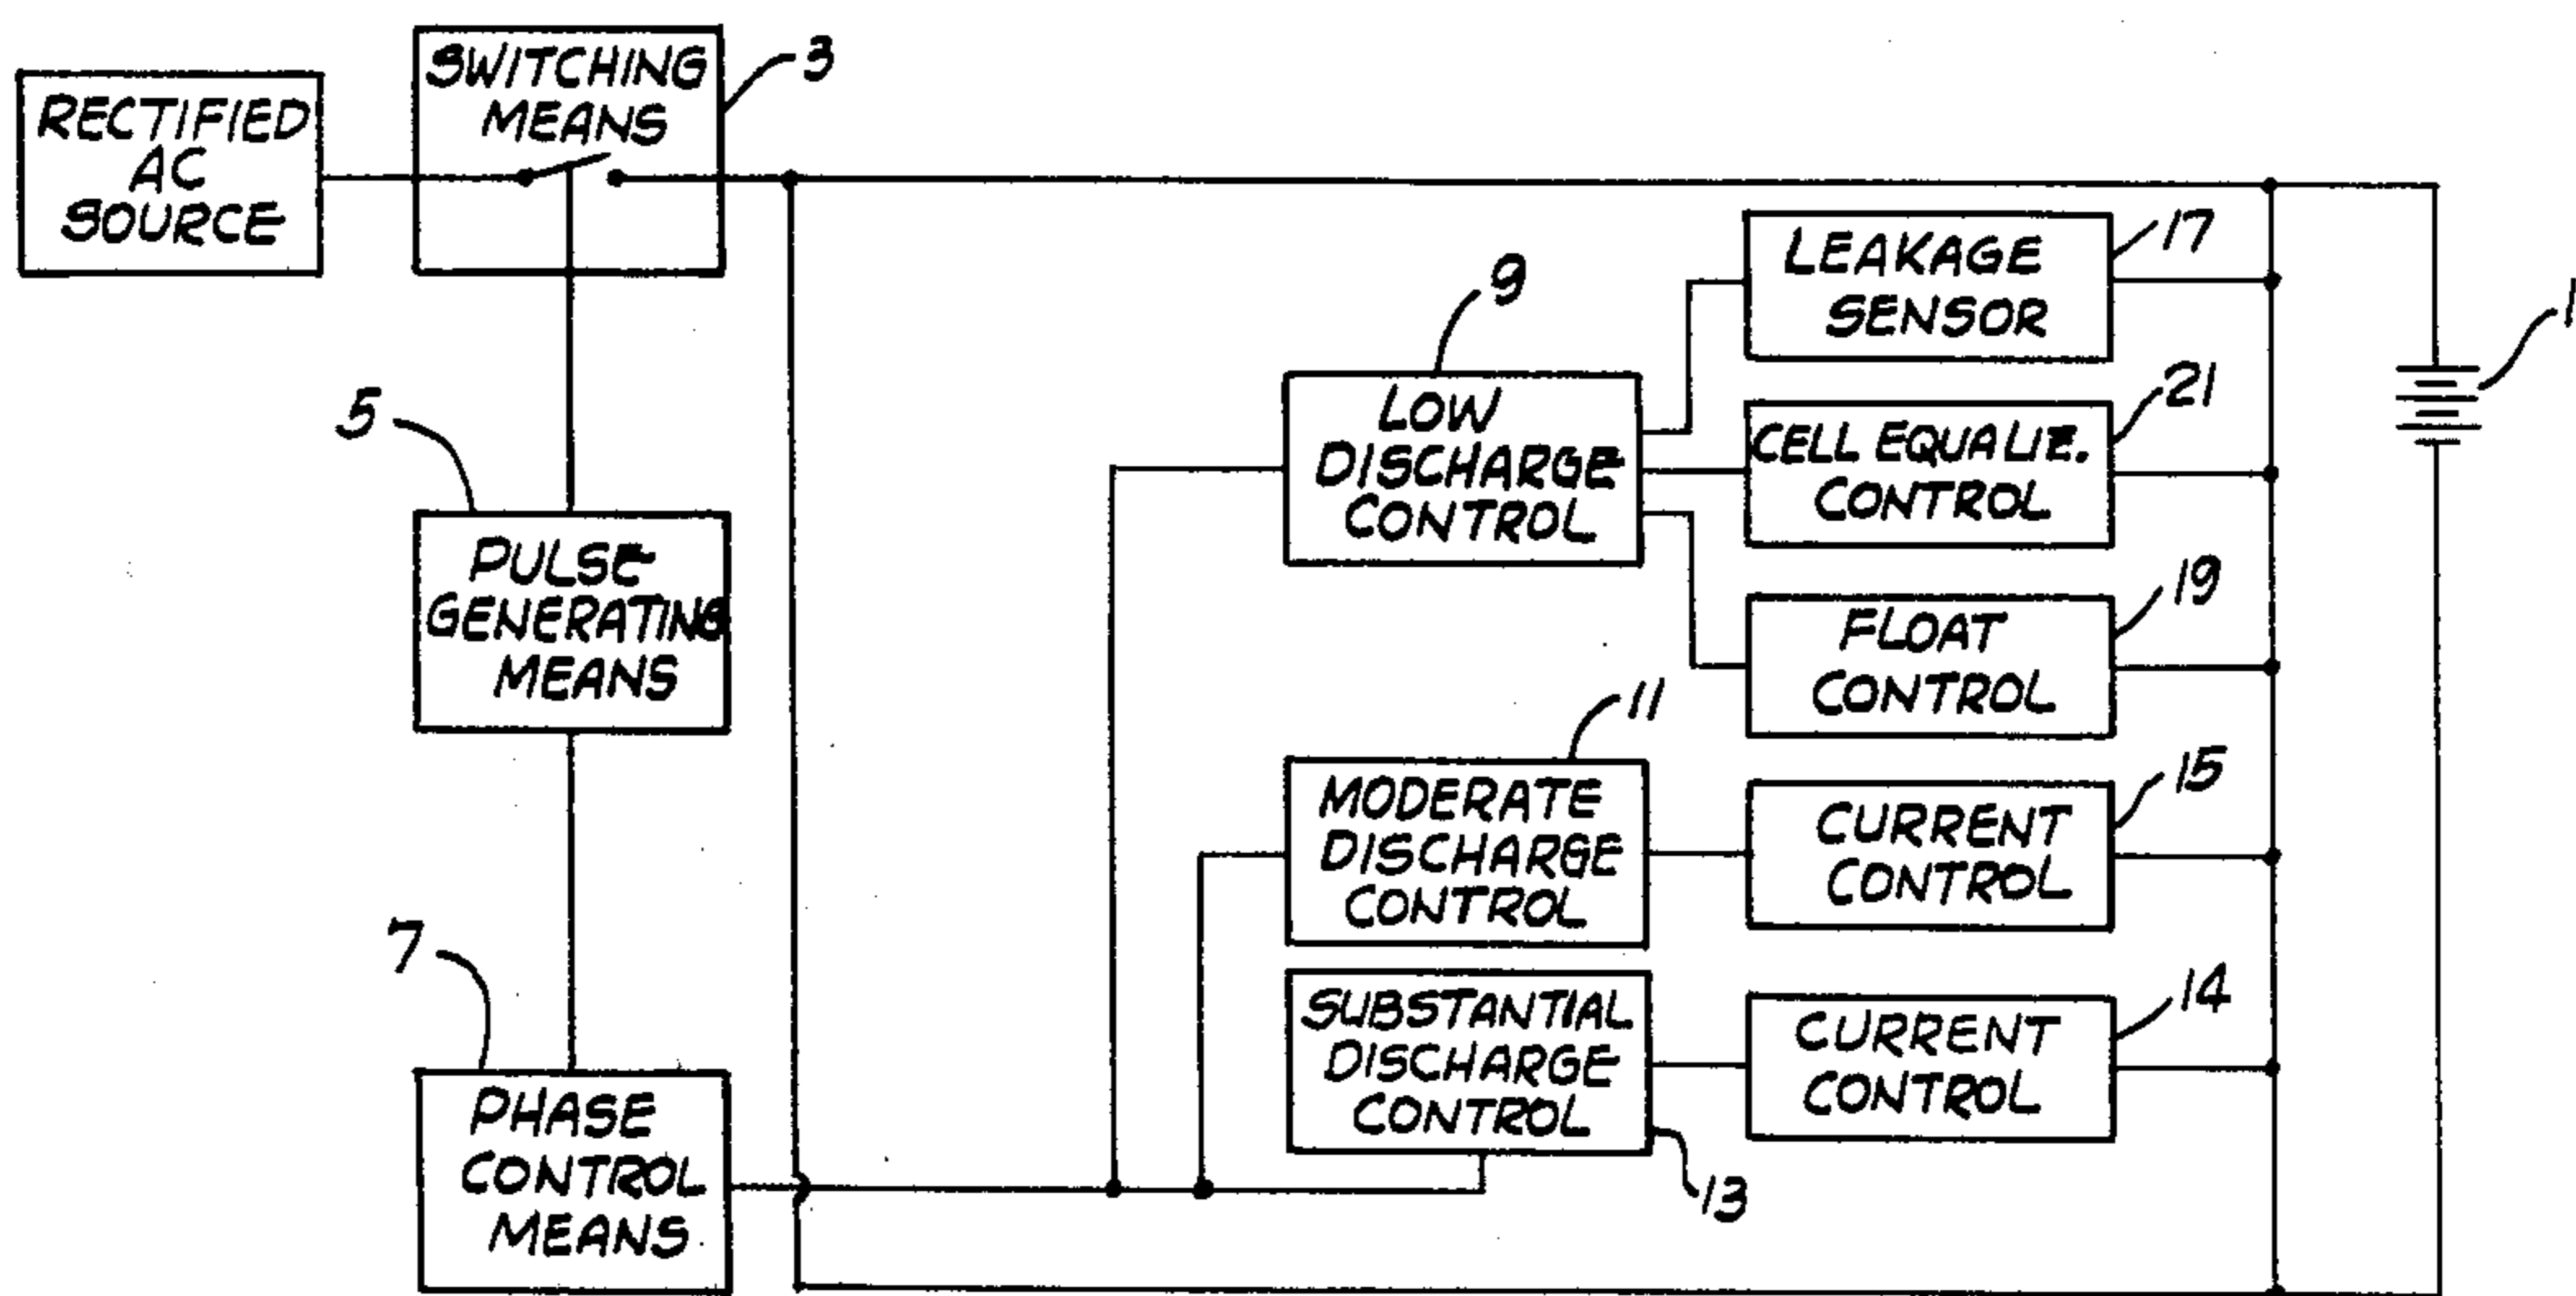 RECTIFIED
AC
SOURCE
SWITCHING
MEANS
3
5
PULSE
GENERATING
MEANS
7
PHASE
CONTROL
MEANS
9
LOW
DISCHARGE
CONTROL
LEAKAGE
SENSOR
17
CELL EQUALIZ.
CONTROL
21
FLOAT
CONTROL
19
1
11
MODERATE
DISCHARGE
CONTROL
CURRENT
CONTROL
15
SUBSTANTIAL
DISCHARGE
CONTROL
13
CURRENT
CONTROL
14